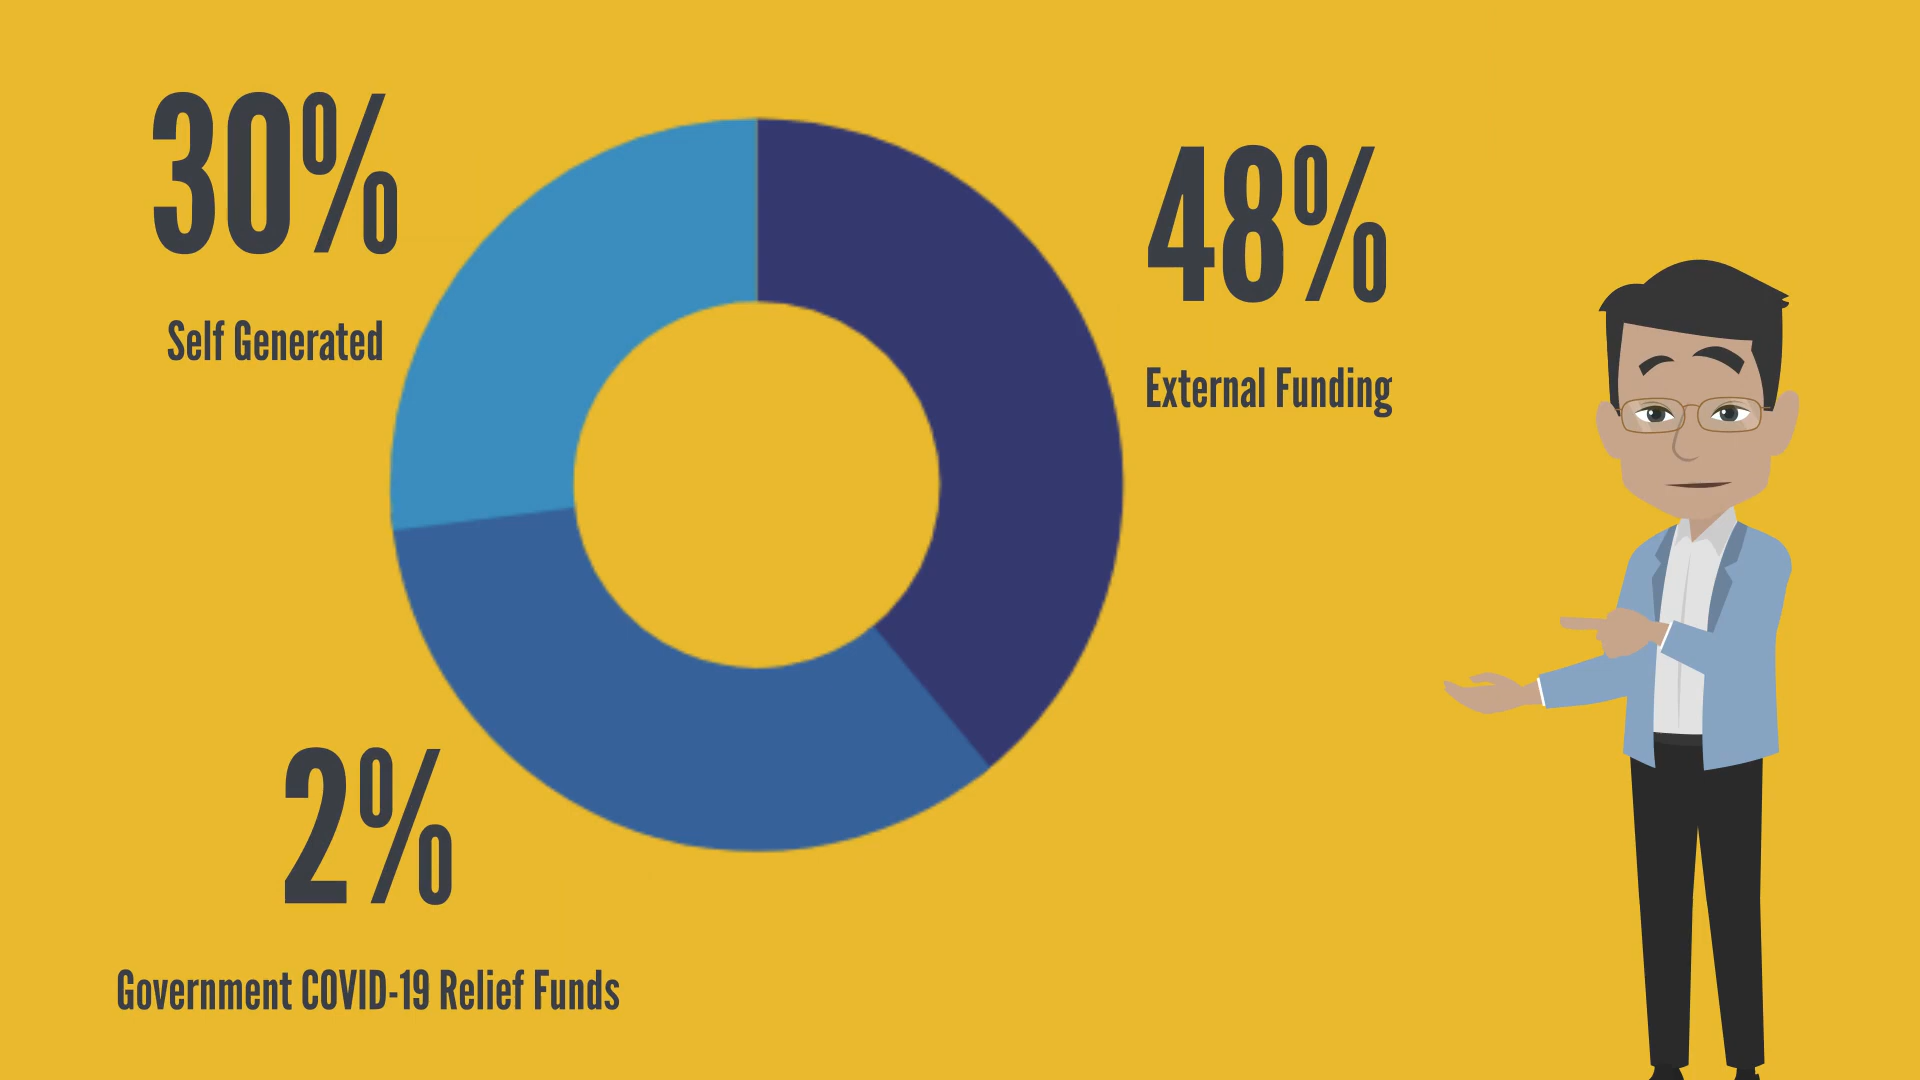 30%
Self Generated
48%
External Funding
2%
Government COVID-19 Relief Funds